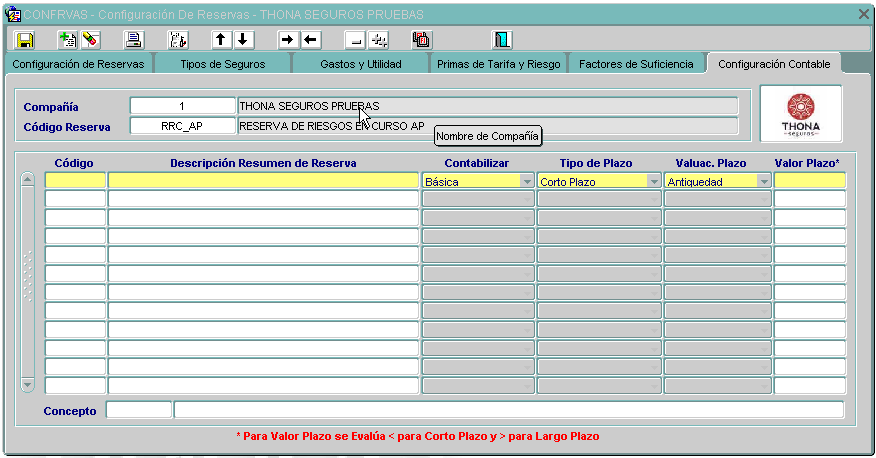 CONFRVAS - Configuración De Reservas - THONA SEGUROS PRUEBAS
Configuración de Reservas Tipos de Seguros Gastos y Utilidad Primas de Tarifa y Riesgo Factores de Suficiencia Configuración Contable
Compañía 1 THONA SEGUROS PRUEBAS
Código Reserva RRC_AP RESERVA DE RIESGOS EN CURSO AP
Nombre de Compañía
THONA
seguros
Código Descripción Resumen de Reserva Contabilizar Tipo de Plazo Valuac. Plazo Valor Plazo*
Básica Corto Plazo Antiquedad
Concepto
* Para Valor Plazo se Evalúa < para Corto Plazo y > para Largo Plazo